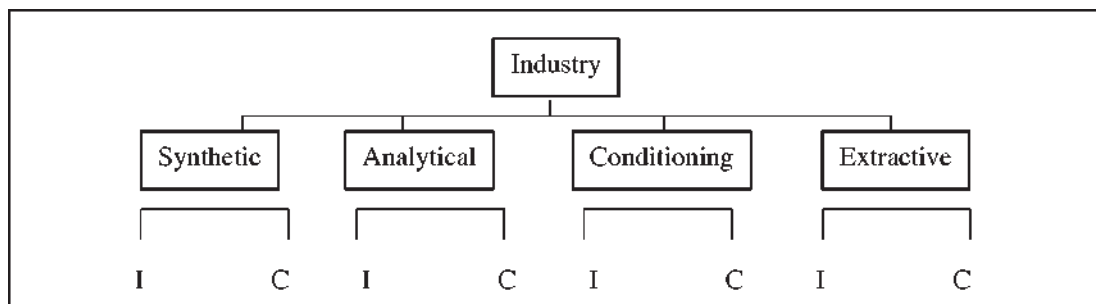 Industry
Synthetic Analytical Conditioning Extractive
I C I C I C I C